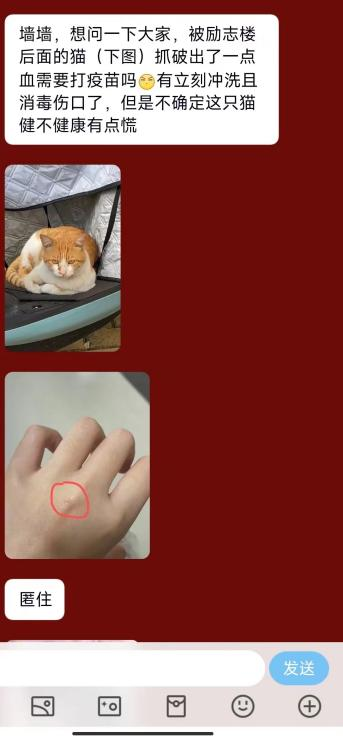 墙墙，想问一下大家，被励志楼
后面的猫（下图）抓破出了一点
血需要打疫苗吗🤔有立刻冲洗且
消毒伤口了，但是不确定这只猫
健不健康有点慌
匿住
发送